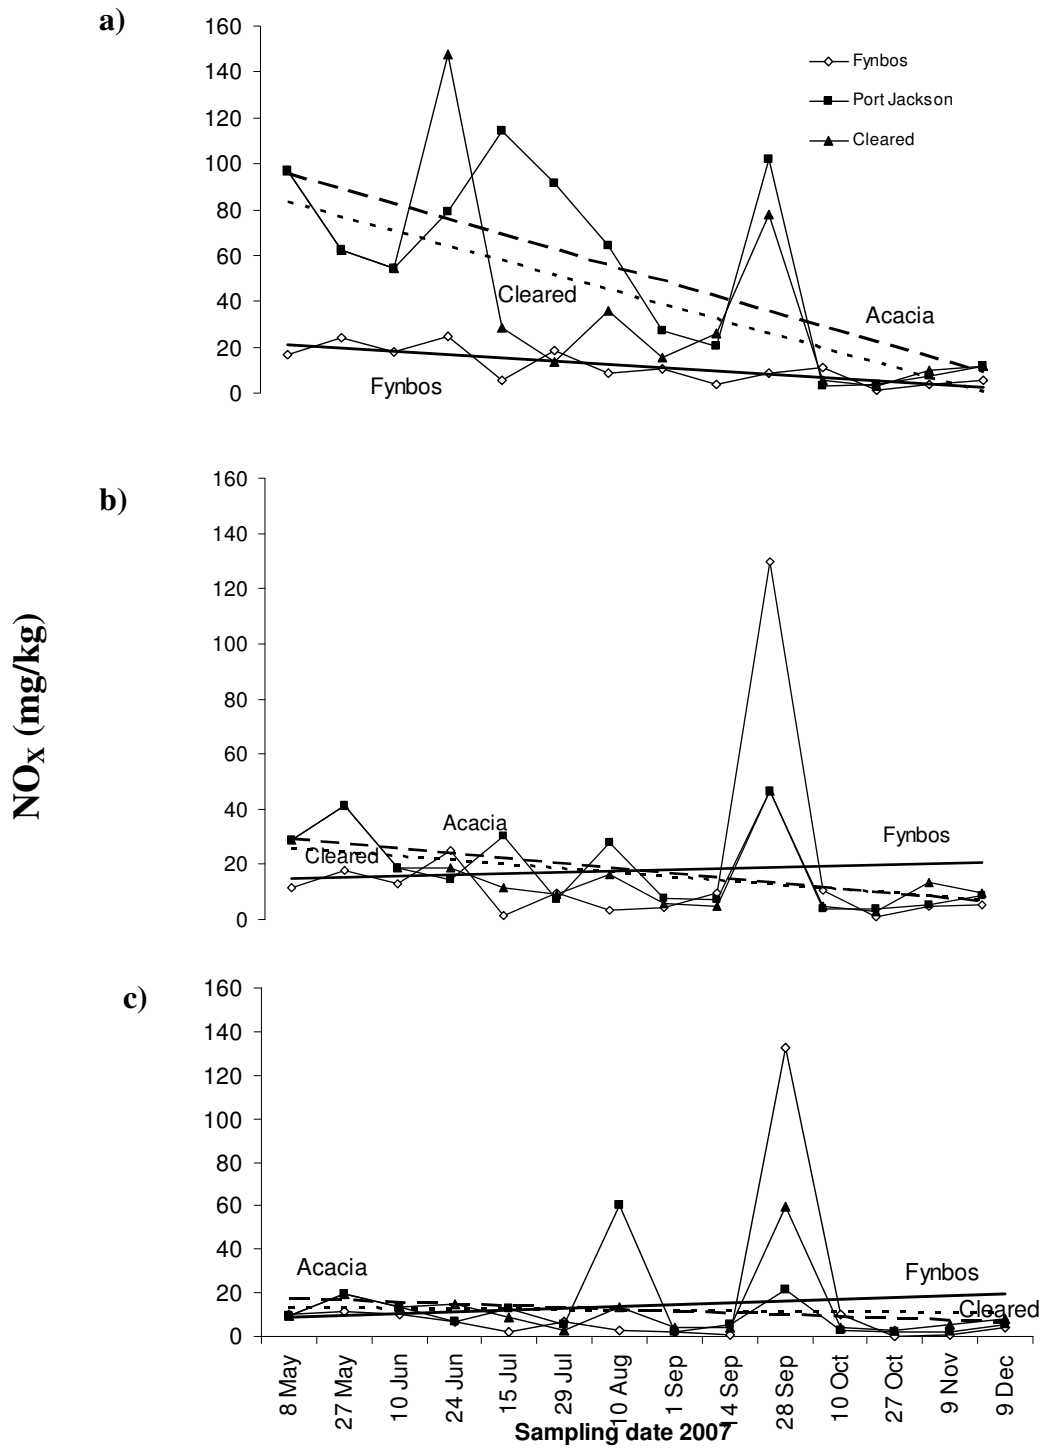 a)
160
140
120
100
80
60
40
20
0
Fynbos
Port Jackson
Cleared
Cleared
Acacia
Fynbos
b)
160
140
120
100
80
60
40
20
0
Acacia
Cleared
Fynbos
NOX (mg/kg)
c)
160
140
120
100
80
60
40
20
0
Acacia
Fynbos
Cleared
8 May
27 May
10 Jun
24 Jun
15 Jul
29 Jul
10 Aug
1 Sep
14 Sep
28 Sep
10 Oct
27 Oct
9 Nov
9 Dec
Sampling date 2007